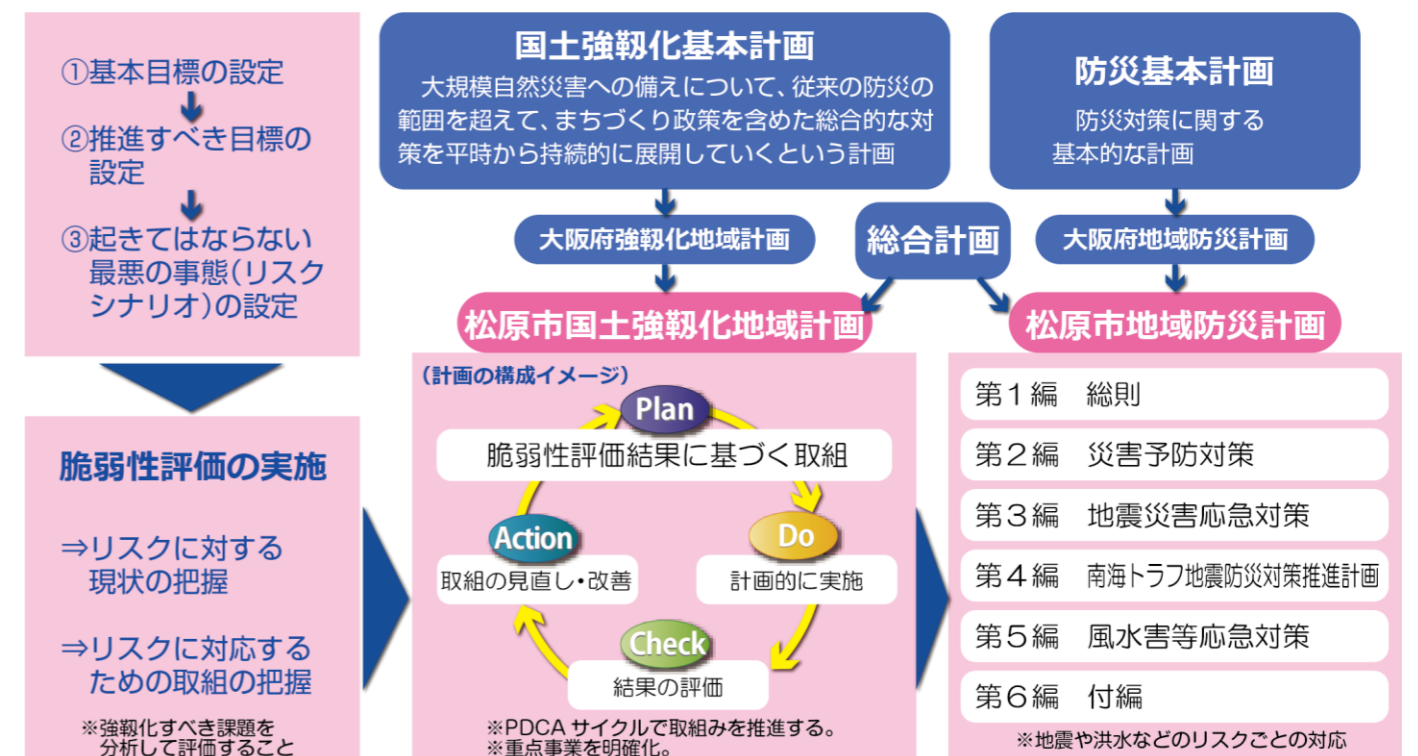 ①基本目標の設定
②推進すべき目標の
設定
③起きてはならない
最悪の事態(リスク
シナリオ)の設定
脆弱性評価の実施
⇒リスクに対する
現状の把握
⇒リスクに対応する
ための取組の把握
※強靱化すべき課題を
分析して評価すること
国土強靱化基本計画
大規模自然災害への備えについて、従来の防災の
範囲を超えて、まちづくり政策を含めた総合的な対
策を平時から持続的に展開していくという計画
防災基本計画
防災対策に関する
基本的な計画
大阪府強靱化地域計画
総合計画
大阪府地域防災計画
松原市国土強靱化地域計画
(計画の構成イメージ)
Plan
脆弱性評価結果に基づく取組
Do
計画的に実施
Check
結果の評価
Action
取組の見直し・改善
※PDCA サイクルで取組みを推進する。
※重点事業を明確化。
松原市地域防災計画
第1編 総則
第2編 災害予防対策
第3編 地震災害応急対策
第4編 南海トラフ地震防災対策推進計画
第5編 風水害等応急対策
第6編 付編
※地震や洪水などのリスクごとの対応